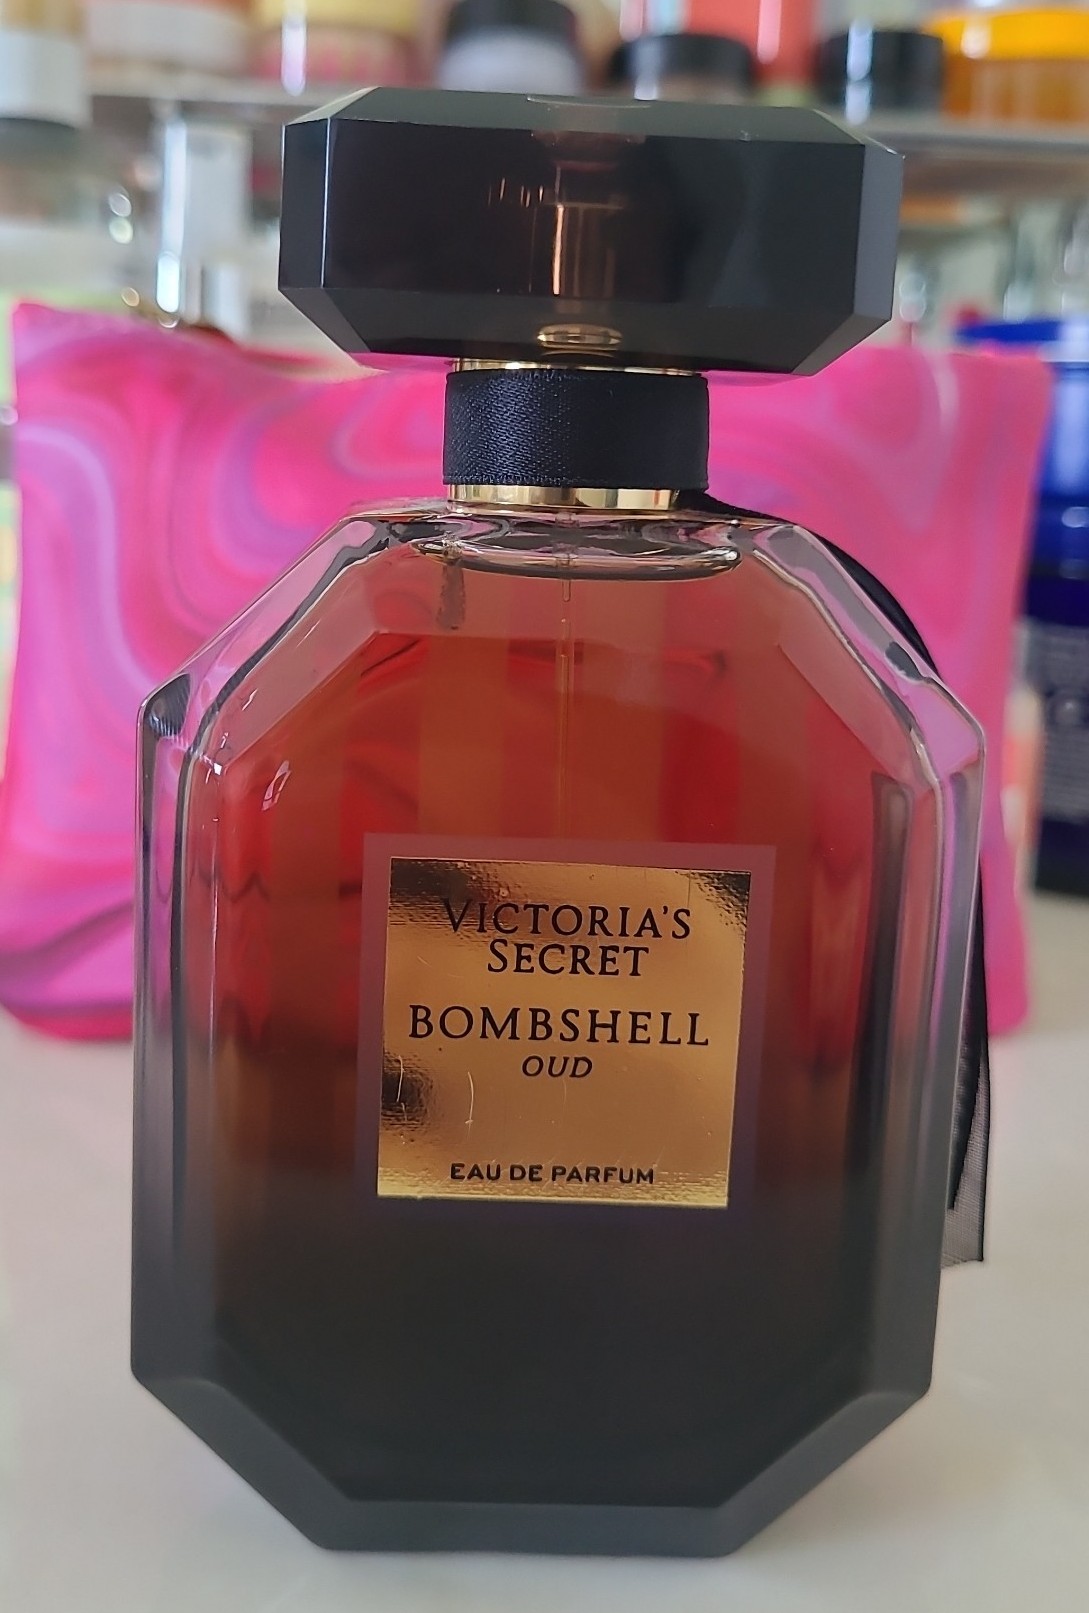 VICTORIA'S
SECRET
BOMBSHELL
OUD
EAU DE PARFUM